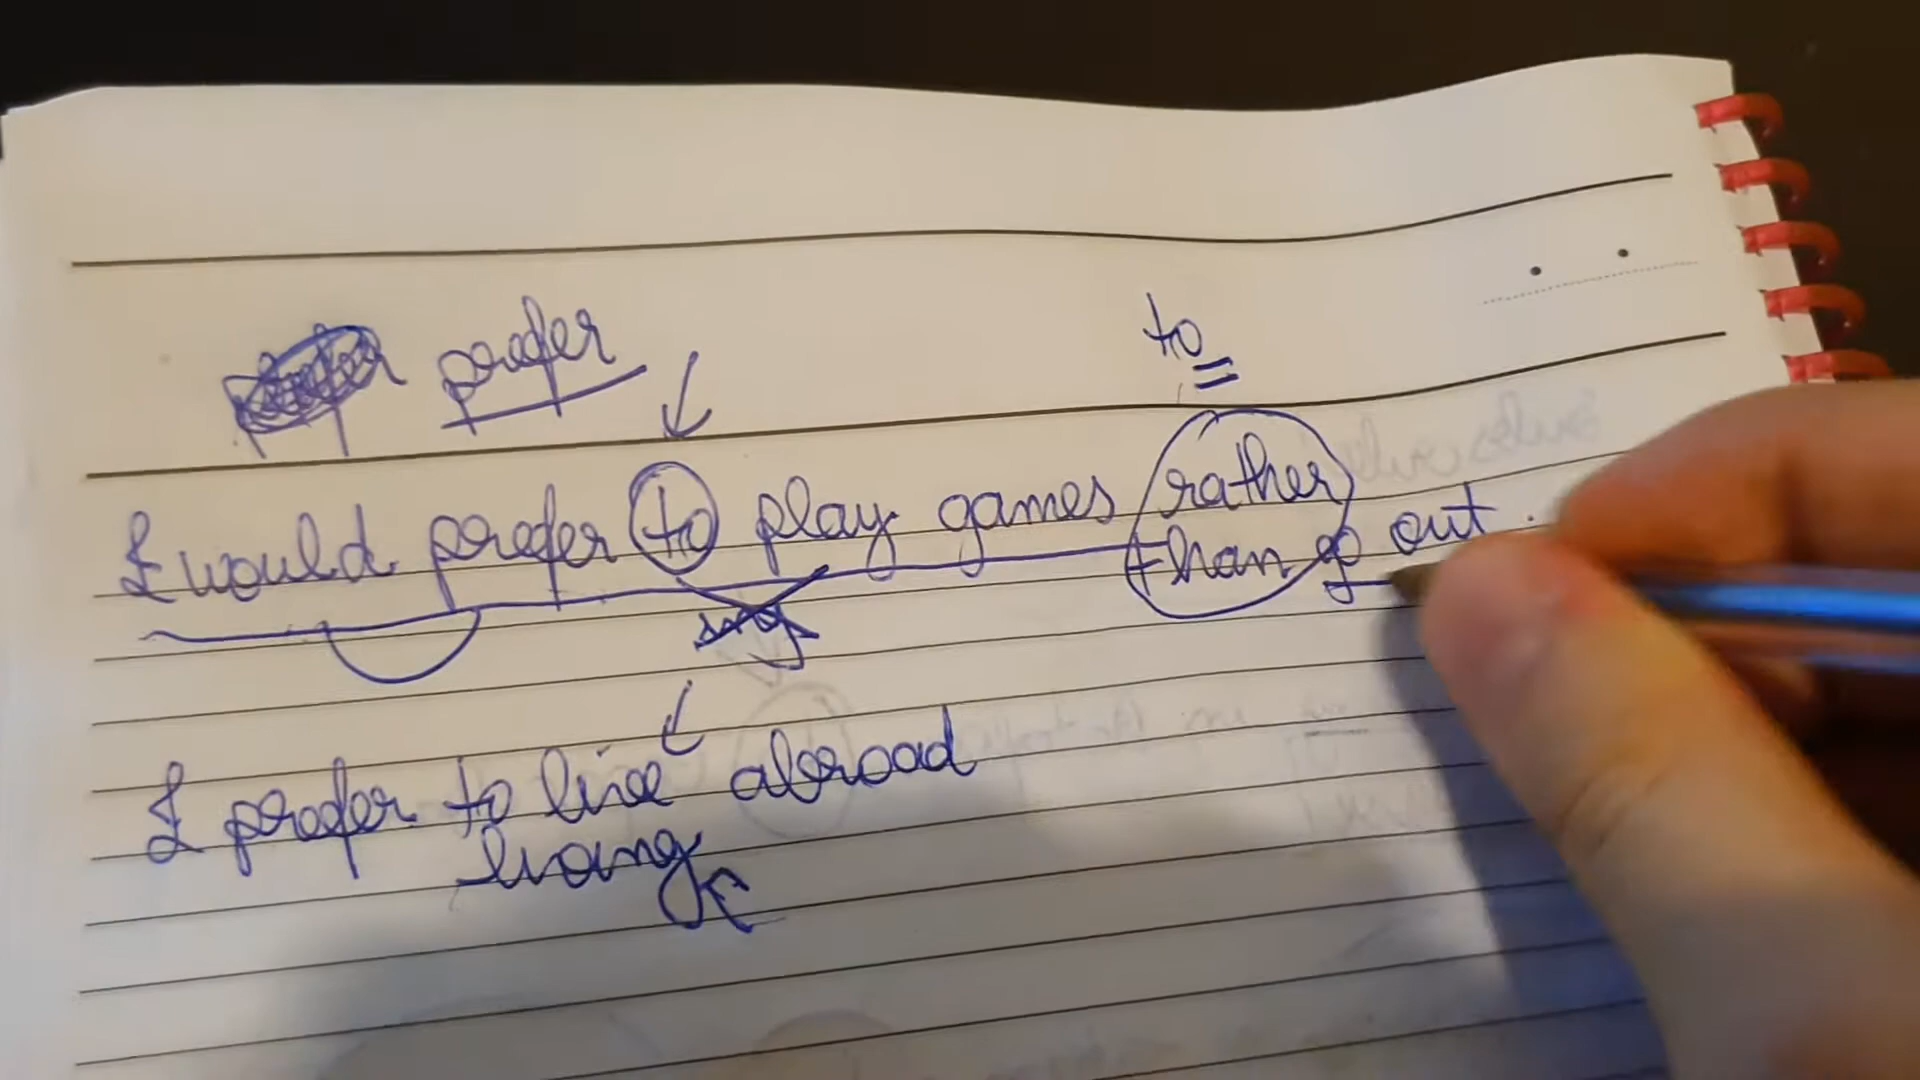 prefer
to
I would prefer to play games rather
than go out.
I prefer to live abroad
living